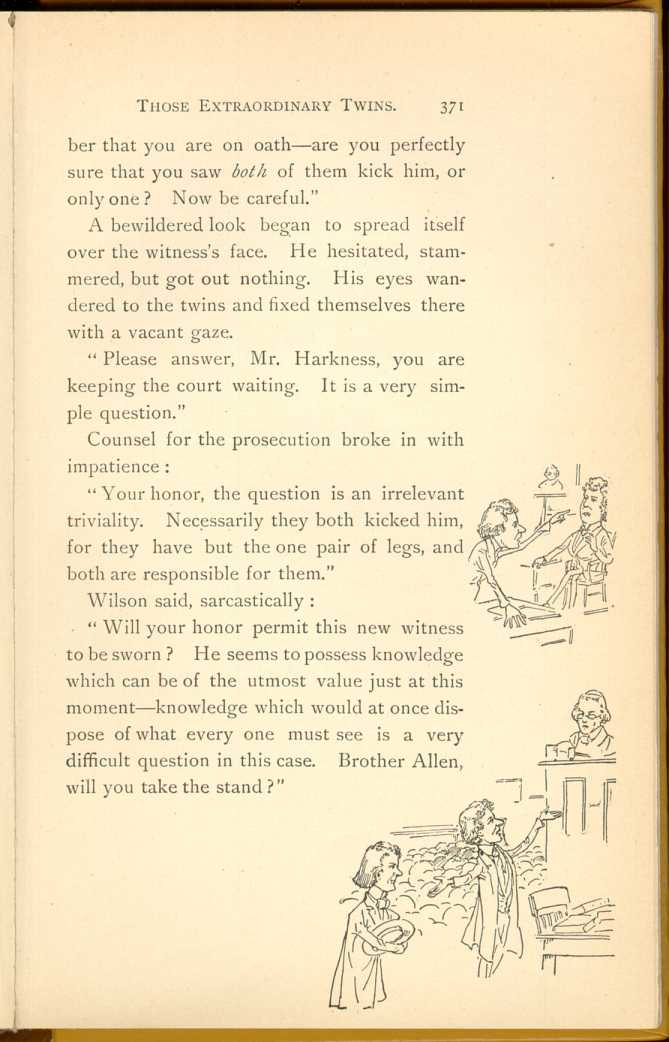 THOSE EXTRAORDINARY TWINS. 371
ber that you are on oath—are you perfectly
sure that you saw both of them kick him, or
only one? Now be careful."
A bewildered look began to spread itself
over the witness's face. He hesitated, stam-
mered, but got out nothing. His eyes wan-
dered to the twins and fixed themselves there
with a vacant gaze.
"Please answer, Mr. Harkness, you are
keeping the court waiting. It is a very sim-
ple question."
Counsel for the prosecution broke in with
impatience:
"Your honor, the question is an irrelevant
triviality. Necessarily they both kicked him,
for they have but the one pair of legs, and
both are responsible for them."
Wilson said, sarcastically:
"Will your honor permit this new witness
to be sworn? He seems to possess knowledge
which can be of the utmost value just at this
moment—knowledge which would at once dis-
pose of what every one must see is a very
difficult question in this case. Brother Allen,
will you take the stand?"